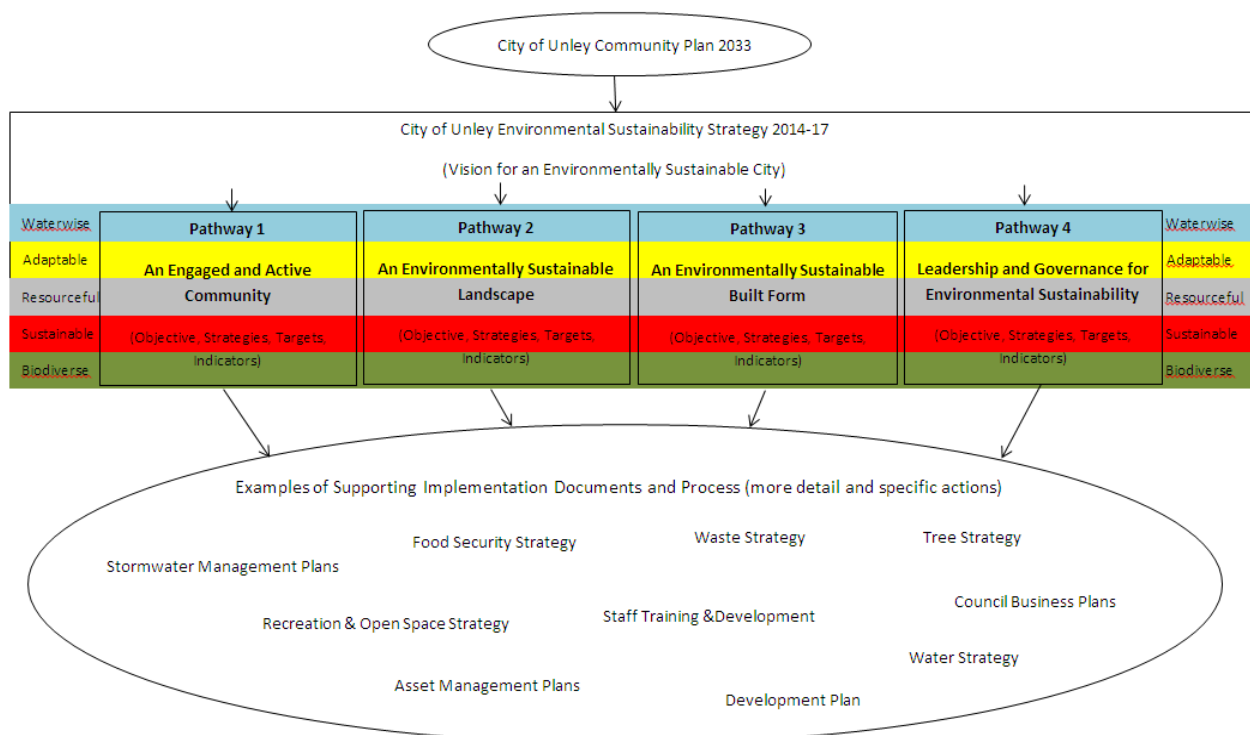 City of Unley Community Plan 2033
City of Unley Environmental Sustainability Strategy 2014-17
(Vision for an Environmentally Sustainable City)
Waterwise
Adaptable
Resourceful
Sustainable
Biodiverse
Pathway 1
An Engaged and Active
Community
(Objective, Strategies, Targets,
Indicators)
Pathway 2
An Environmentally Sustainable
Landscape
(Objective, Strategies, Targets,
Indicators)
Pathway 3
An Environmentally Sustainable
Built Form
(Objective, Strategies, Targets,
Indicators)
Pathway 4
Leadership and Governance for
Environmental Sustainability
(Objective, Strategies, Targets,
Indicators)
Waterwise
Adaptable
Resourceful
Sustainable
Biodiverse
Examples of Supporting Implementation Documents and Process (more detail and specific actions)
Food Security Strategy
Waste Strategy
Tree Strategy
Stormwater Management Plans
Council Business Plans
Recreation & Open Space Strategy
Staff Training &Development
Water Strategy
Asset Management Plans
Development Plan